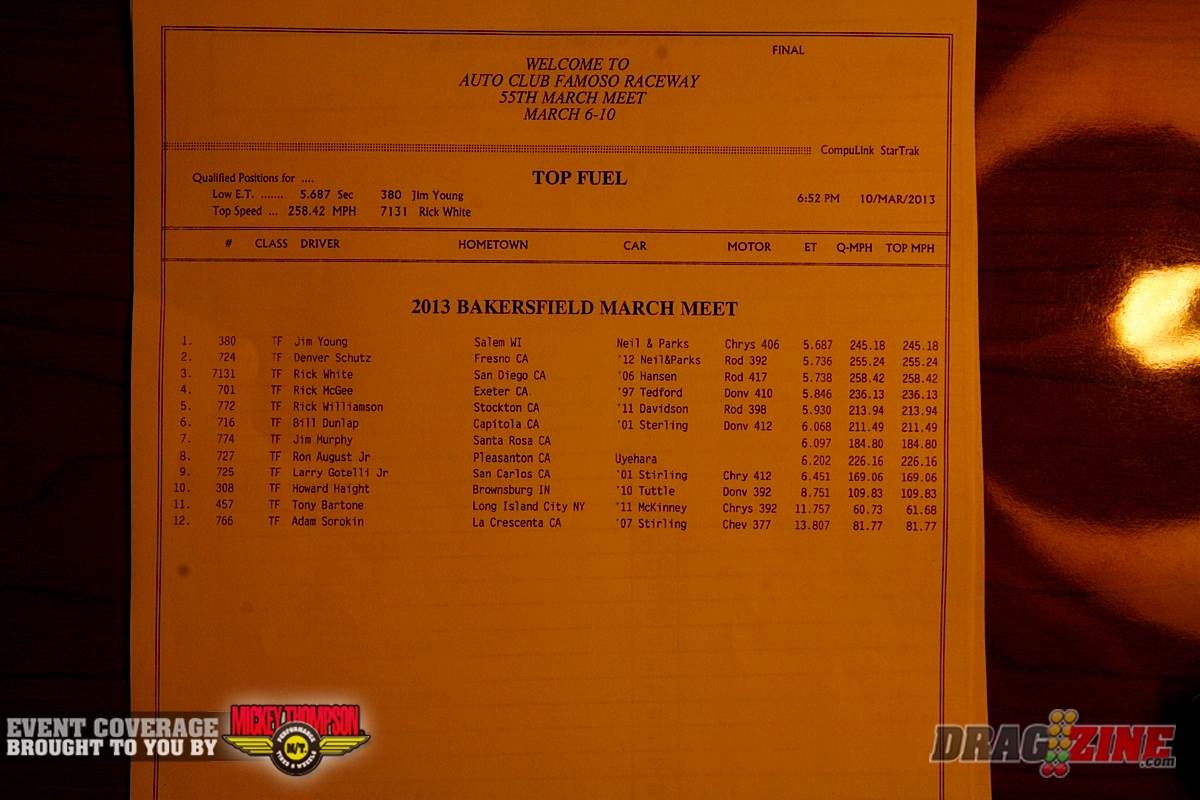 FINAL
WELCOME TO
AUTO CLUB FAMOSO RACEWAY
55TH MARCH MEET
MARCH 6-10
CompuLink StarTrak
Qualified Positions for ....
TOP FUEL
Low E.T. ....... 5.687 Sec 380 Jim Young
6:52 PM 10/MAR/2013
Top Speed ... 258.42 MPH 7131 Rick White
# CLASS DRIVER HOMETOWN CAR MOTOR ET Q-MPH TOP MPH
2013 BAKERSFIELD MARCH MEET
1. 380 TF Jim Young Salem WI Neil & Parks Chrys 406 5.687 245.18 245.18
2. 724 TF Denver Schutz Fresno CA '12 Neil&Parks Rod 392 5.736 255.24 255.24
3. 7131 TF Rick White San Diego CA '06 Hansen Rod 417 5.738 258.42 258.42
4. 701 TF Rick McGee Exeter CA '97 Tedford Donv 410 5.846 236.13 236.13
5. 772 TF Rick Williamson Stockton CA '11 Davidson Rod 398 5.930 213.94 213.94
6. 716 TF Bill Dunlap Capitola CA '01 Sterling Donv 412 6.068 211.49 211.49
7. 774 TF Jim Murphy Santa Rosa CA 6.097 184.80 184.80
8. 727 TF Ron August Jr Pleasanton CA Uyehara 6.202 226.16 226.16
9. 725 TF Larry Gotelli Jr San Carlos CA '01 Stirling Chry 412 6.451 169.06 169.06
10. 308 TF Howard Haight Brownsburg IN '10 Tuttle Donv 392 8.751 109.83 109.83
11. 457 TF Tony Bartone Long Island City NY '11 McKinney Chrys 392 11.757 60.73 61.68
12. 766 TF Adam Sorokin La Crescenta CA '07 Stirling Chev 377 13.807 81.77 81.77
EVENT COVERAGE
BROUGHT TO YOU BY
MICKEY THOMPSON
PERFORMANCE
M/T
TIRES & WHEELS
DRAGZINE
.com